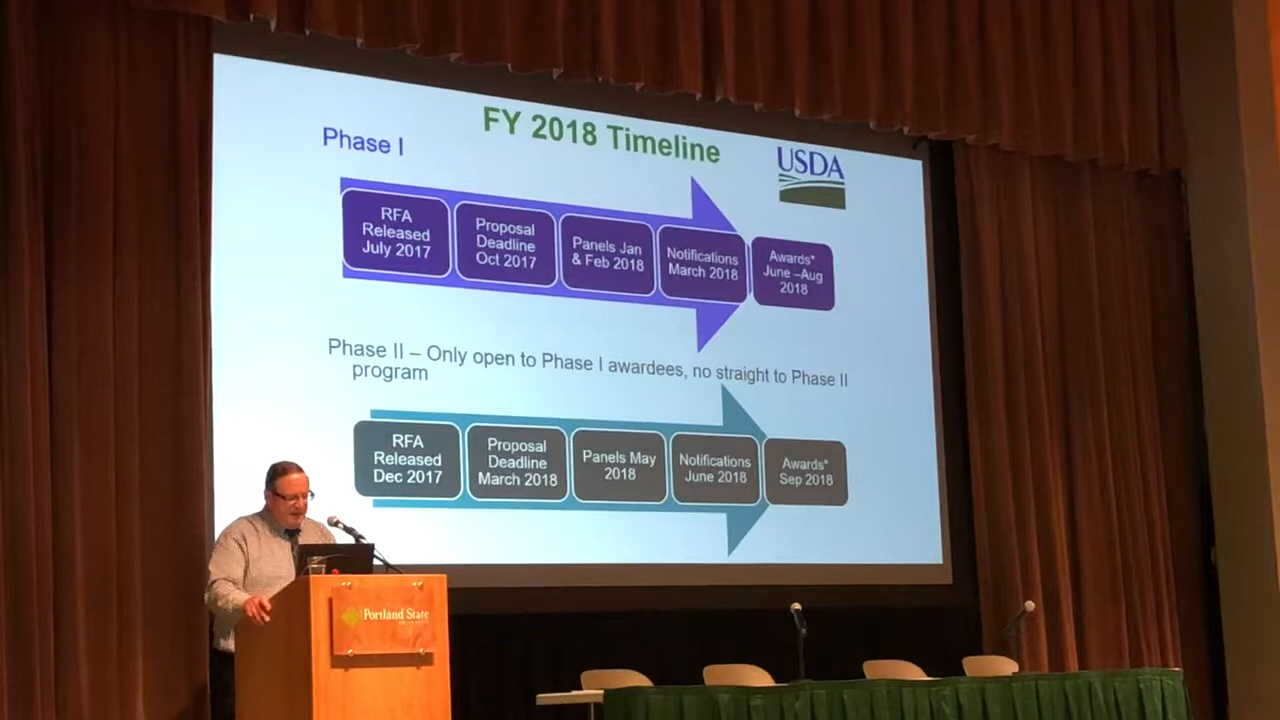 FY 2018 Timeline
Phase I
USDA
RFA
Released
July 2017
Proposal
Deadline
Oct 2017
Panels Jan
& Feb 2018
Notifications
March 2018
Awards*
June –Aug
2018
Phase II – Only open to Phase I awardees, no straight to Phase II
program
RFA
Released
Dec 2017
Proposal
Deadline
March 2018
Panels May
2018
Notifications
June 2018
Awards*
Sep 2018
Portland State
UNIVERSITY